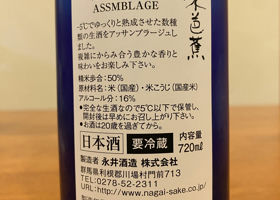 ASSMBLAGE
米芭蕉
-5℃でゆっくりと熟成させた数種
類の生酒をアッサンブラージュしまし
た。
複雑にからみ合う豊かな香りと
味わいをお楽しみ下さい。
精米歩合：50%
原材料名：米（国産）・米こうじ（国産米）
アルコール分：16%
●完全な生酒なので5℃以下で保管し、
開封後は早めにお召し上がり下さい。
●お酒は20歳を過ぎてから。
日本酒
要冷蔵
内容量
720ml
製造者 永井酒造 株式会社
群馬県利根郡川場村門前713
TEL.0278-52-2311
URL http://www.nagai-sake.co.jp